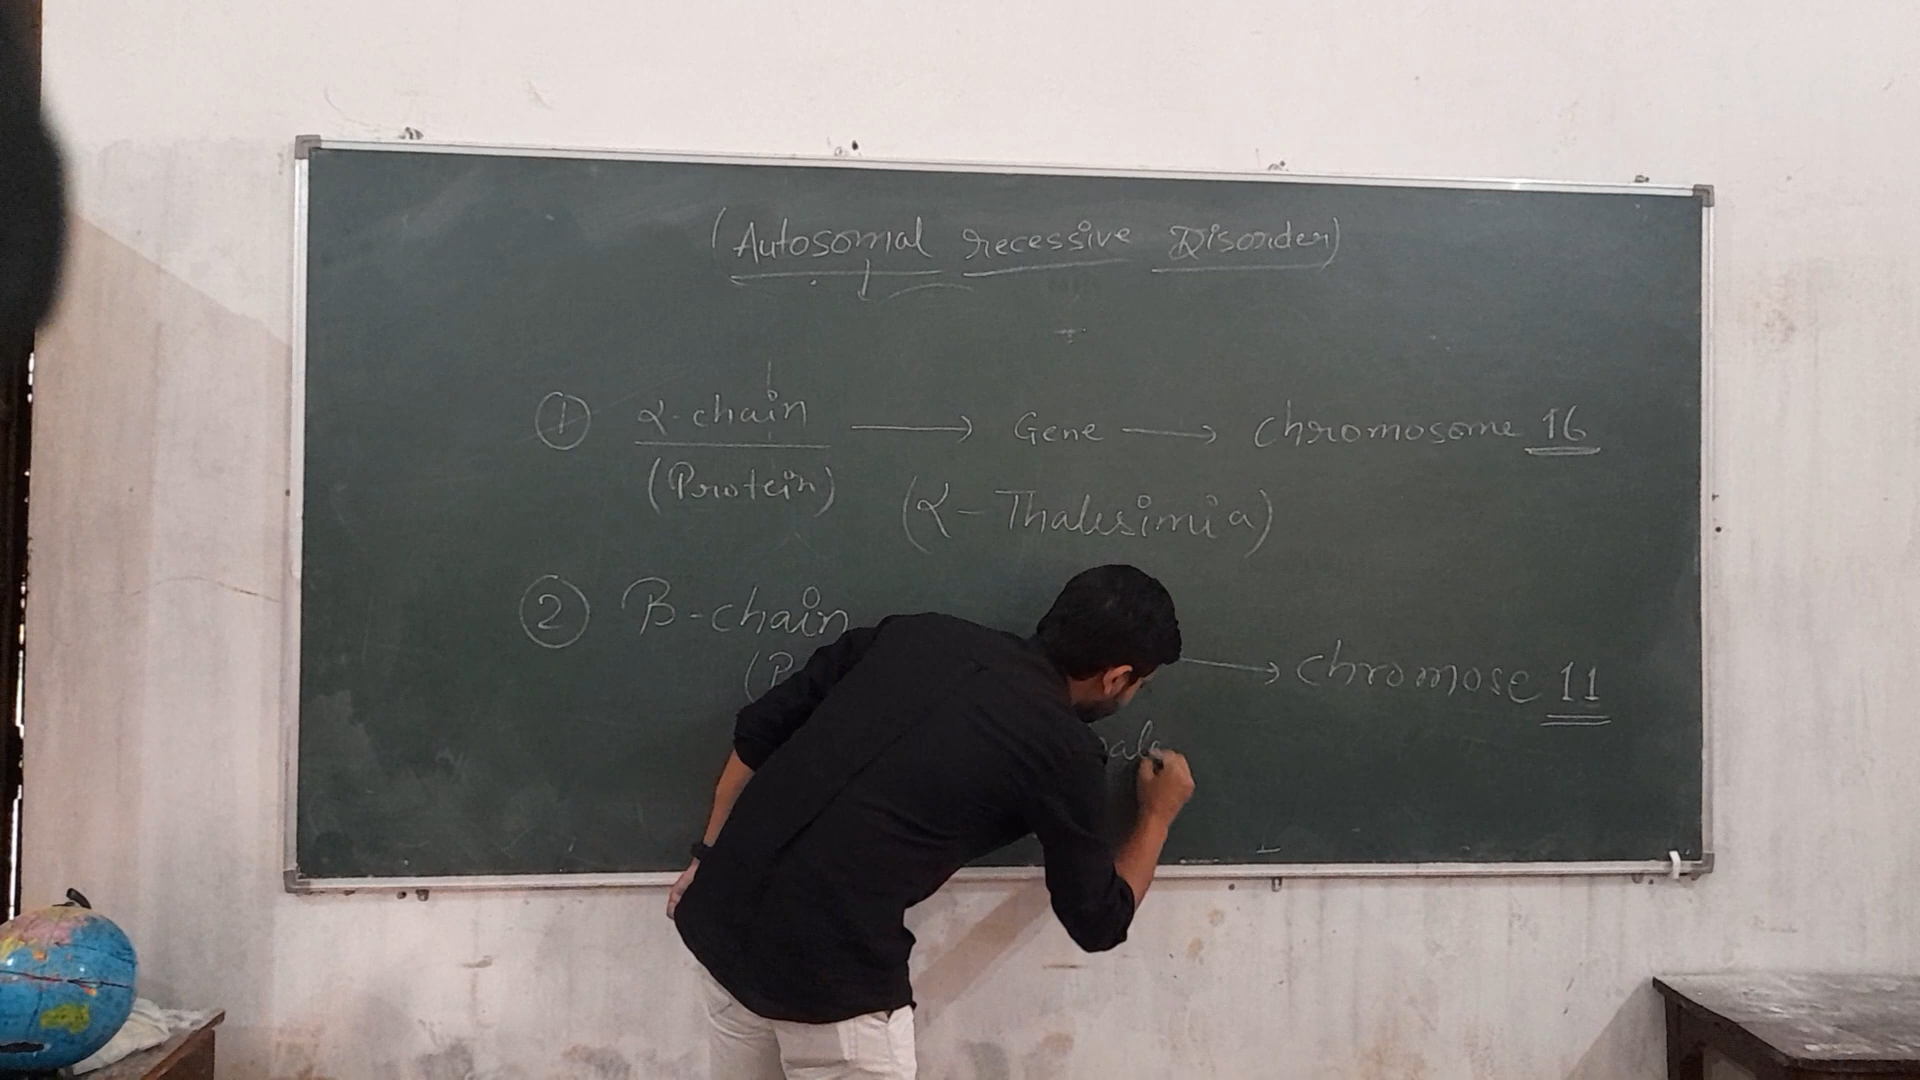 (Autosomal recessive Disorder)
① α-chain → Gene → Chromosome 16
(Protein)
(α-Thalesimia)
② B-chain → Chromose 11